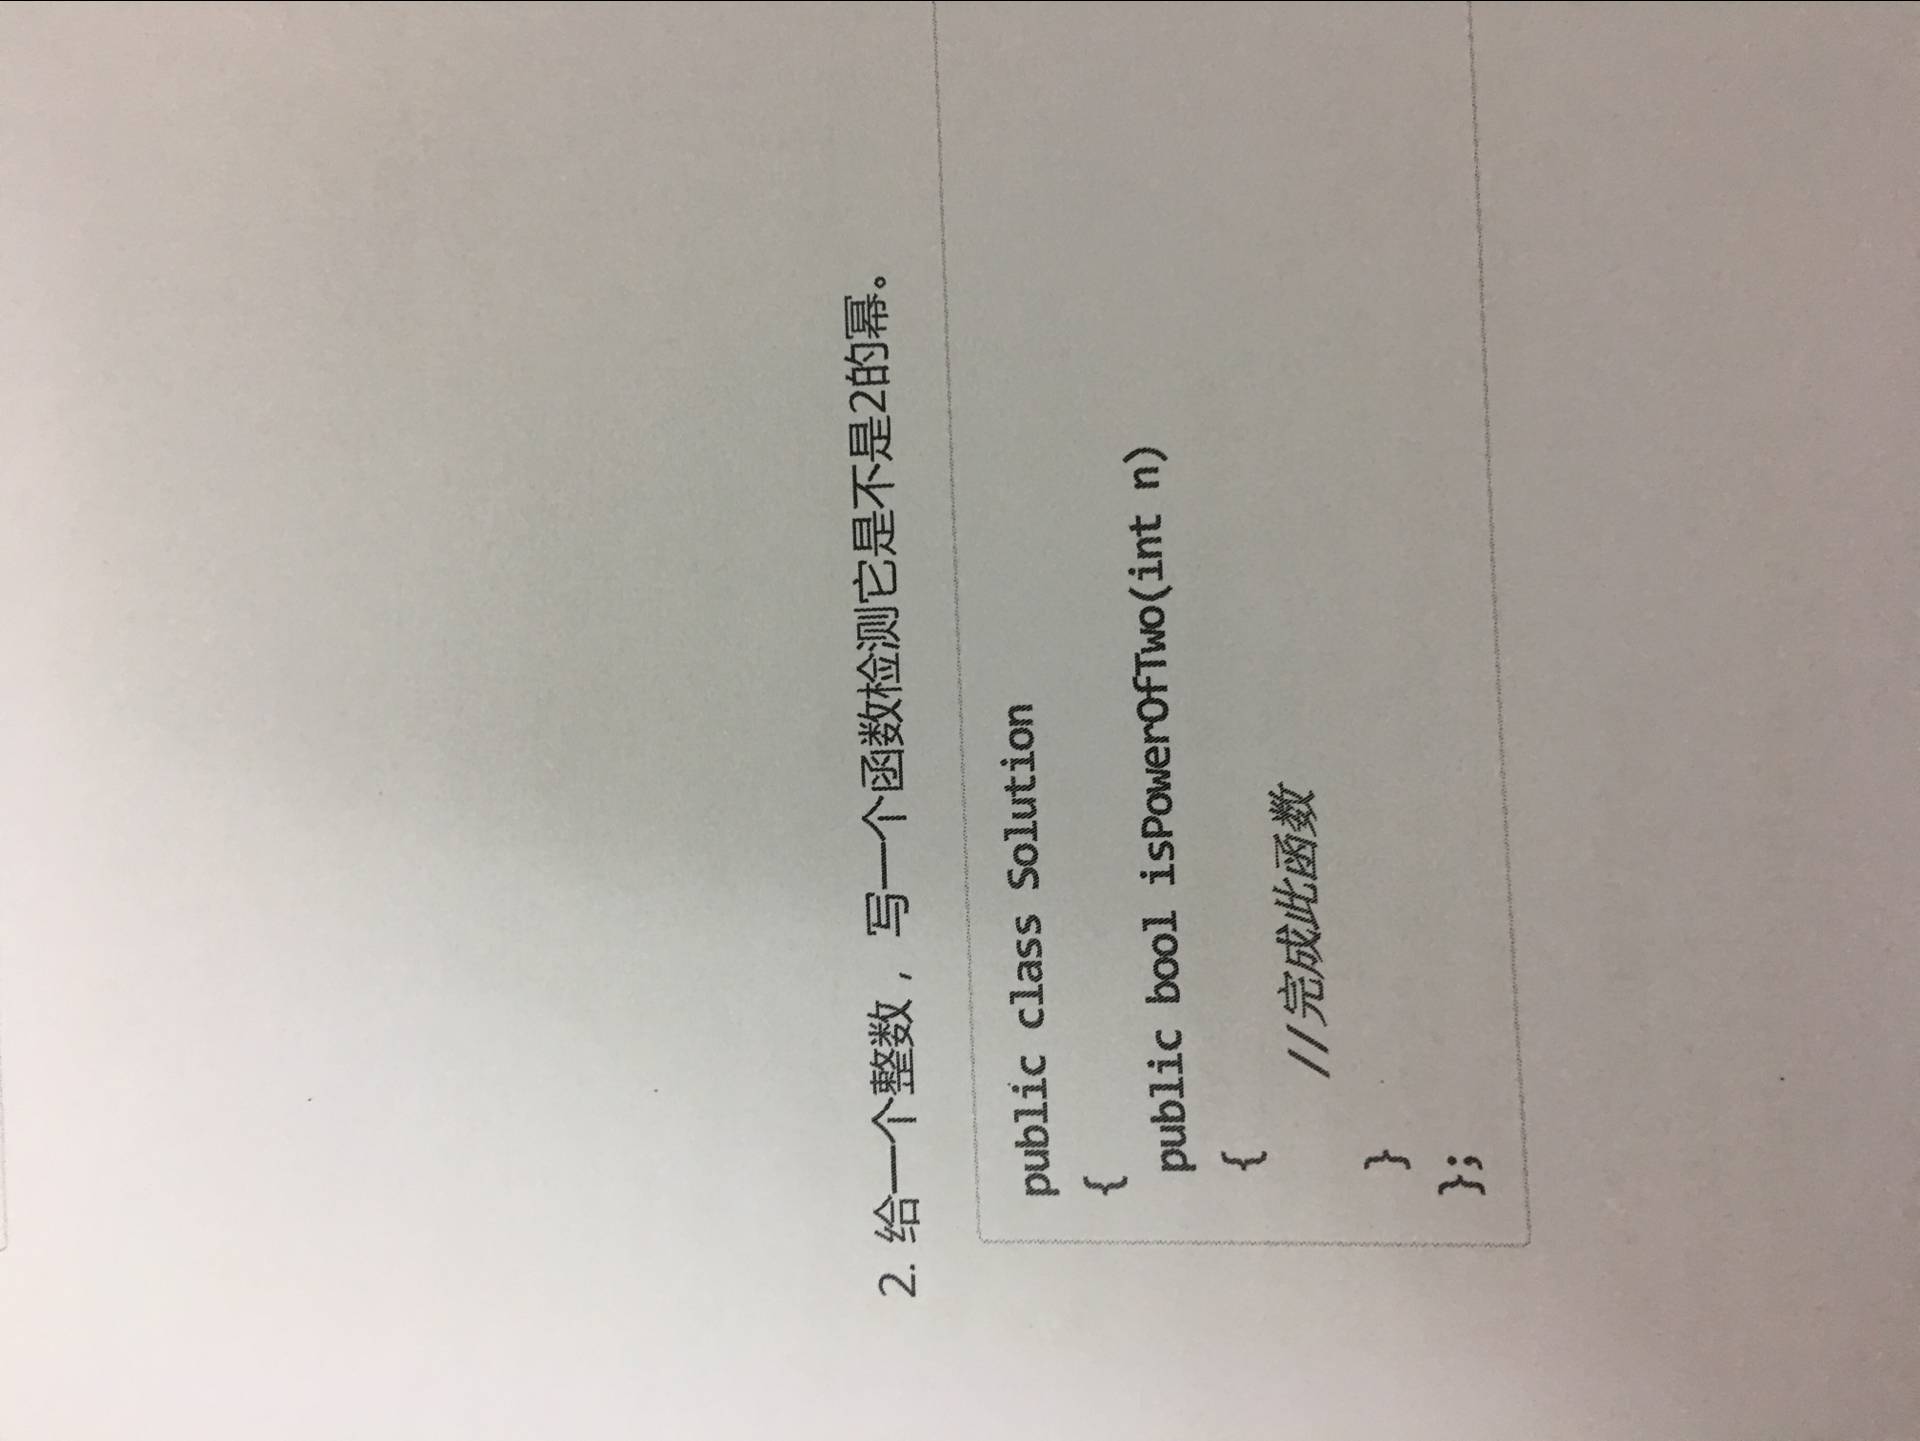 2. 给一个整数，写一个函数检测它是不是2的幂。
public class Solution
{
public bool isPowerOfTwo(int n)
{
//完成此函数
}
};